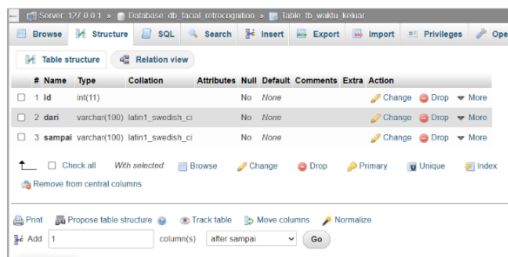 Server: 127.0.0.1 » Database: db_facial_retrocognition » Table: tb_waktu_keluar
Browse Structure SQL Search Insert Export Import Privileges Ope
Table structure Relation view
# Name Type Collation Attributes Null Default Comments Extra Action
1 id int(11) No None Change Drop More
2 dari varchar(100) latin1_swedish_ci No None Change Drop More
3 sampai varchar(100) latin1_swedish_ci No None Change Drop More
Check all With selected: Browse Change Drop Primary Unique Index
Remove from central columns
Print Propose table structure Track table Move columns Normalize
Add 1 column(s) after sampai Go